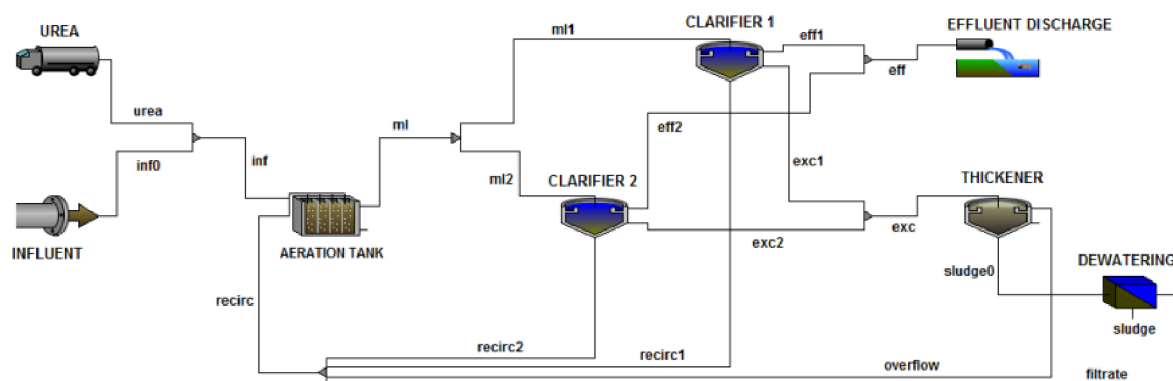 CLARIFIER 1
EFFLUENT DISCHARGE
UREA
ml1
eff1
eff
urea
ml
eff2
inf0
inf
ml2
exc1
CLARIFIER 2
THICKENER
INFLUENT
AERATION TANK
exc2
exc
DEWATERING
sludge0
recirc
sludge
recirc2
recirc1
overflow
filtrate